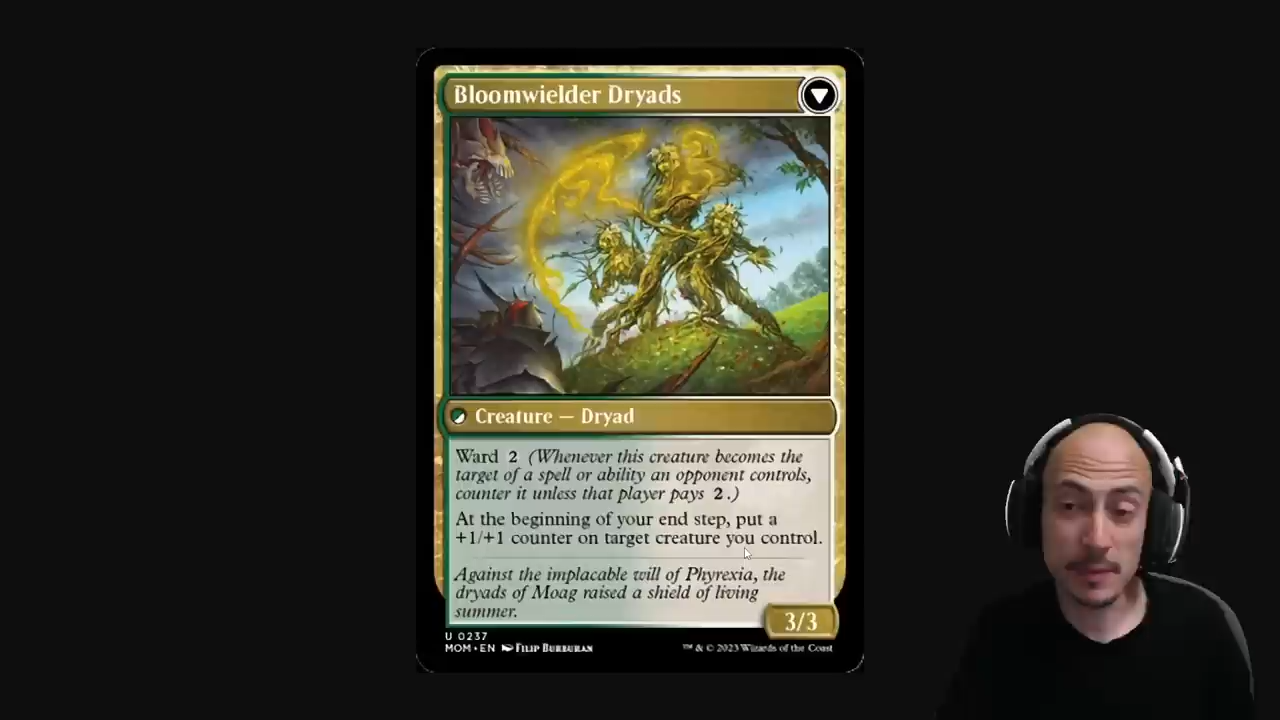 Bloomwielder Dryads
Creature — Dryad
Ward 2 (Whenever this creature becomes the
target of a spell or ability an opponent controls,
counter it unless that player pays 2.)
At the beginning of your end step, put a
+1/+1 counter on target creature you control.
Against the implacable will of Phyrexia, the
dryads of Moag raised a shield of living
summer.
3/3
U 0237
MOM • EN Filip Burburan
™ & © 2023 Wizards of the Coast